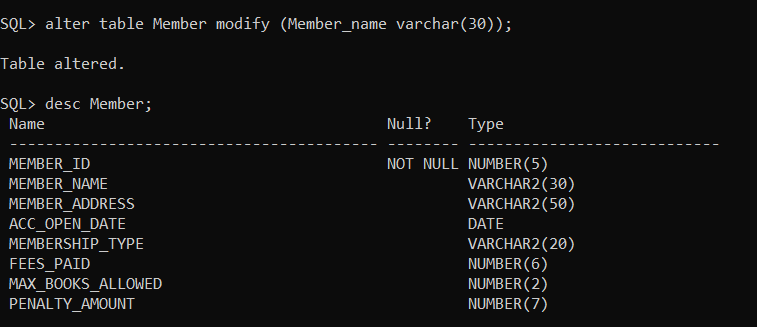 SQL> alter table Member modify (Member_name varchar(30));
Table altered.
SQL> desc Member;
Name Null? Type
----------------------------------------- -------- ----------------------------
MEMBER_ID NOT NULL NUMBER(5)
MEMBER_NAME VARCHAR2(30)
MEMBER_ADDRESS VARCHAR2(50)
ACC_OPEN_DATE DATE
MEMBERSHIP_TYPE VARCHAR2(20)
FEES_PAID NUMBER(6)
MAX_BOOKS_ALLOWED NUMBER(2)
PENALTY_AMOUNT NUMBER(7)